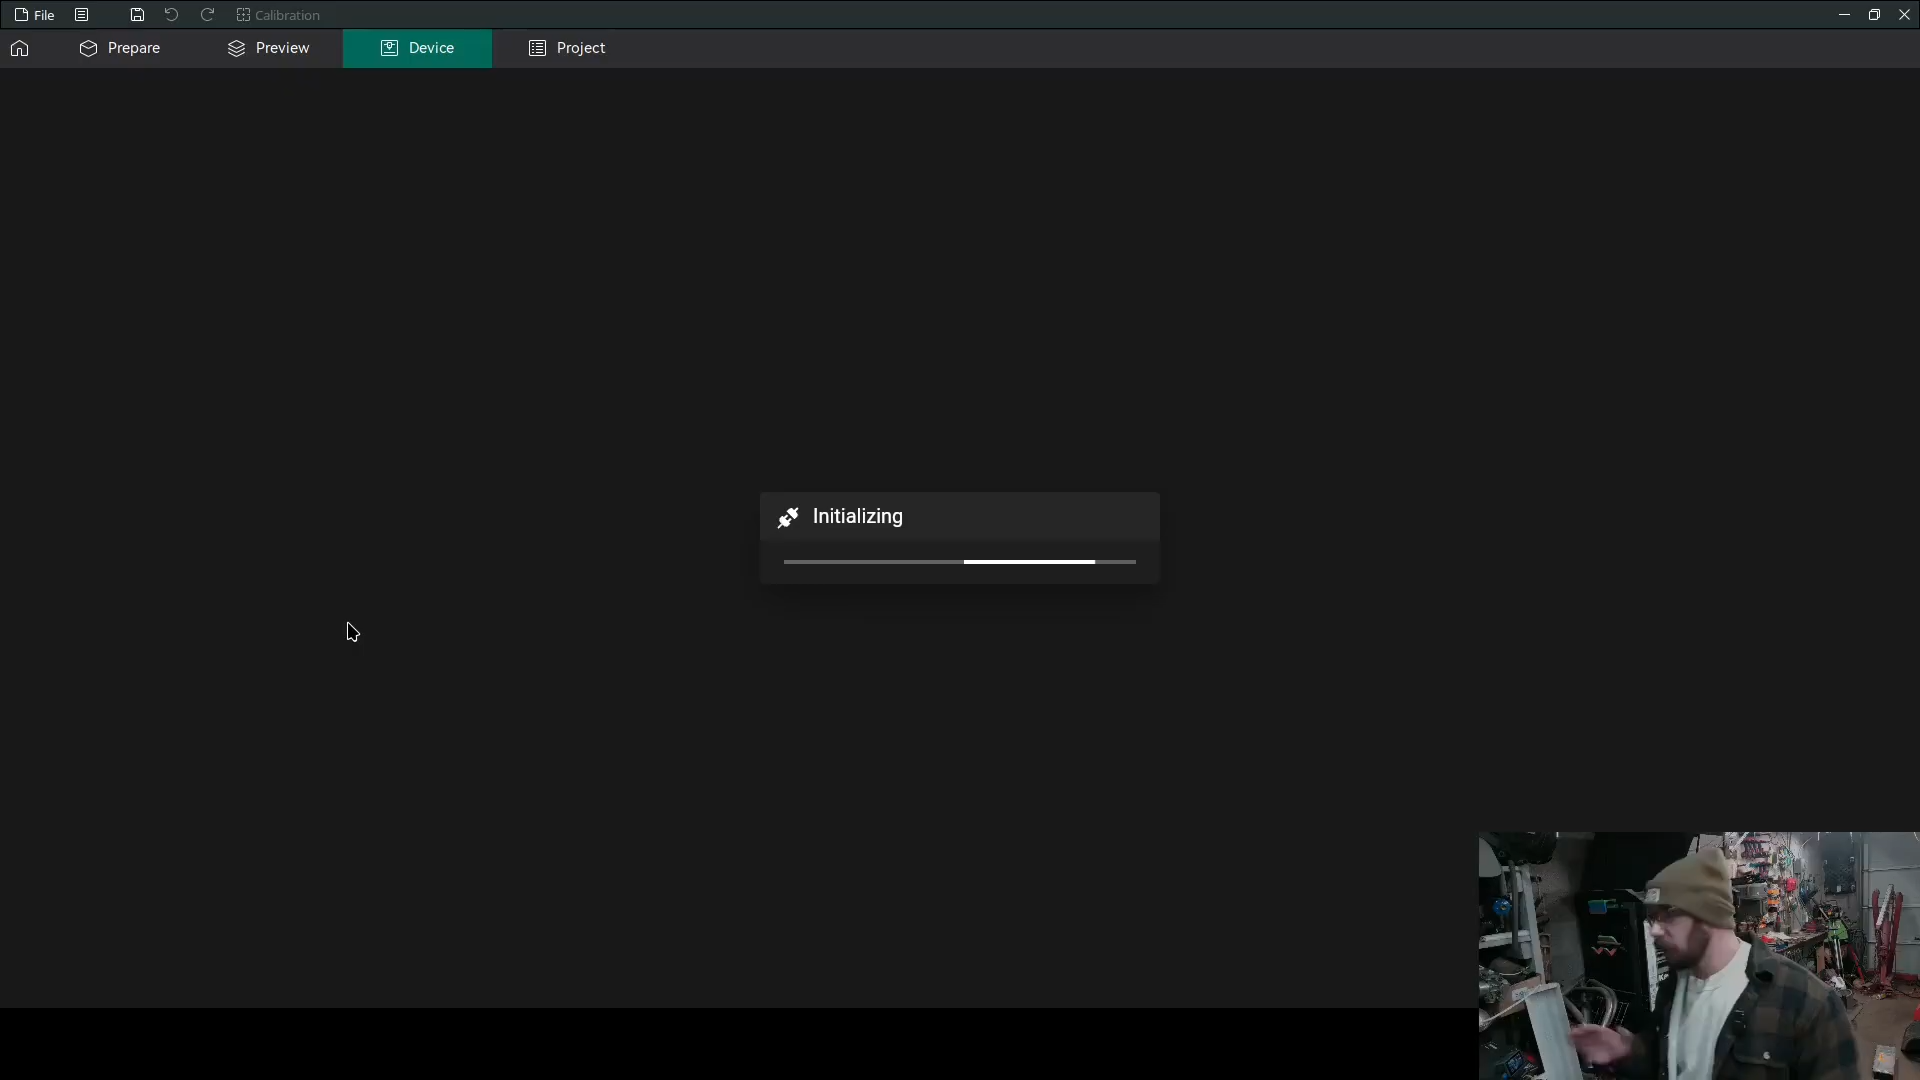 File
Calibration
Prepare
Preview
Device
Project
Initializing